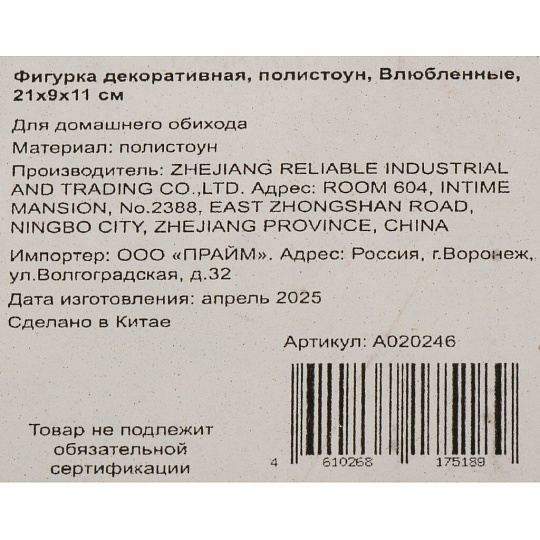 Фигурка декоративная, полистоун, Влюбленные,
21х9х11 см
Для домашнего обихода
Материал: полистоун
Производитель: ZHEJIANG RELIABLE INDUSTRIAL
AND TRADING CO.,LTD. Адрес: ROOM 604, INTIME
MANSION, No.2388, EAST ZHONGSHAN ROAD,
NINGBO CITY, ZHEJIANG PROVINCE, CHINA
Импортер: ООО «ПРАЙМ». Адрес: Россия, г.Воронеж,
ул.Волгоградская, д.32
Дата изготовления: апрель 2025
Сделано в Китае
Артикул: А020246
Товар не подлежит
обязательной
сертификации
4 610268 175189